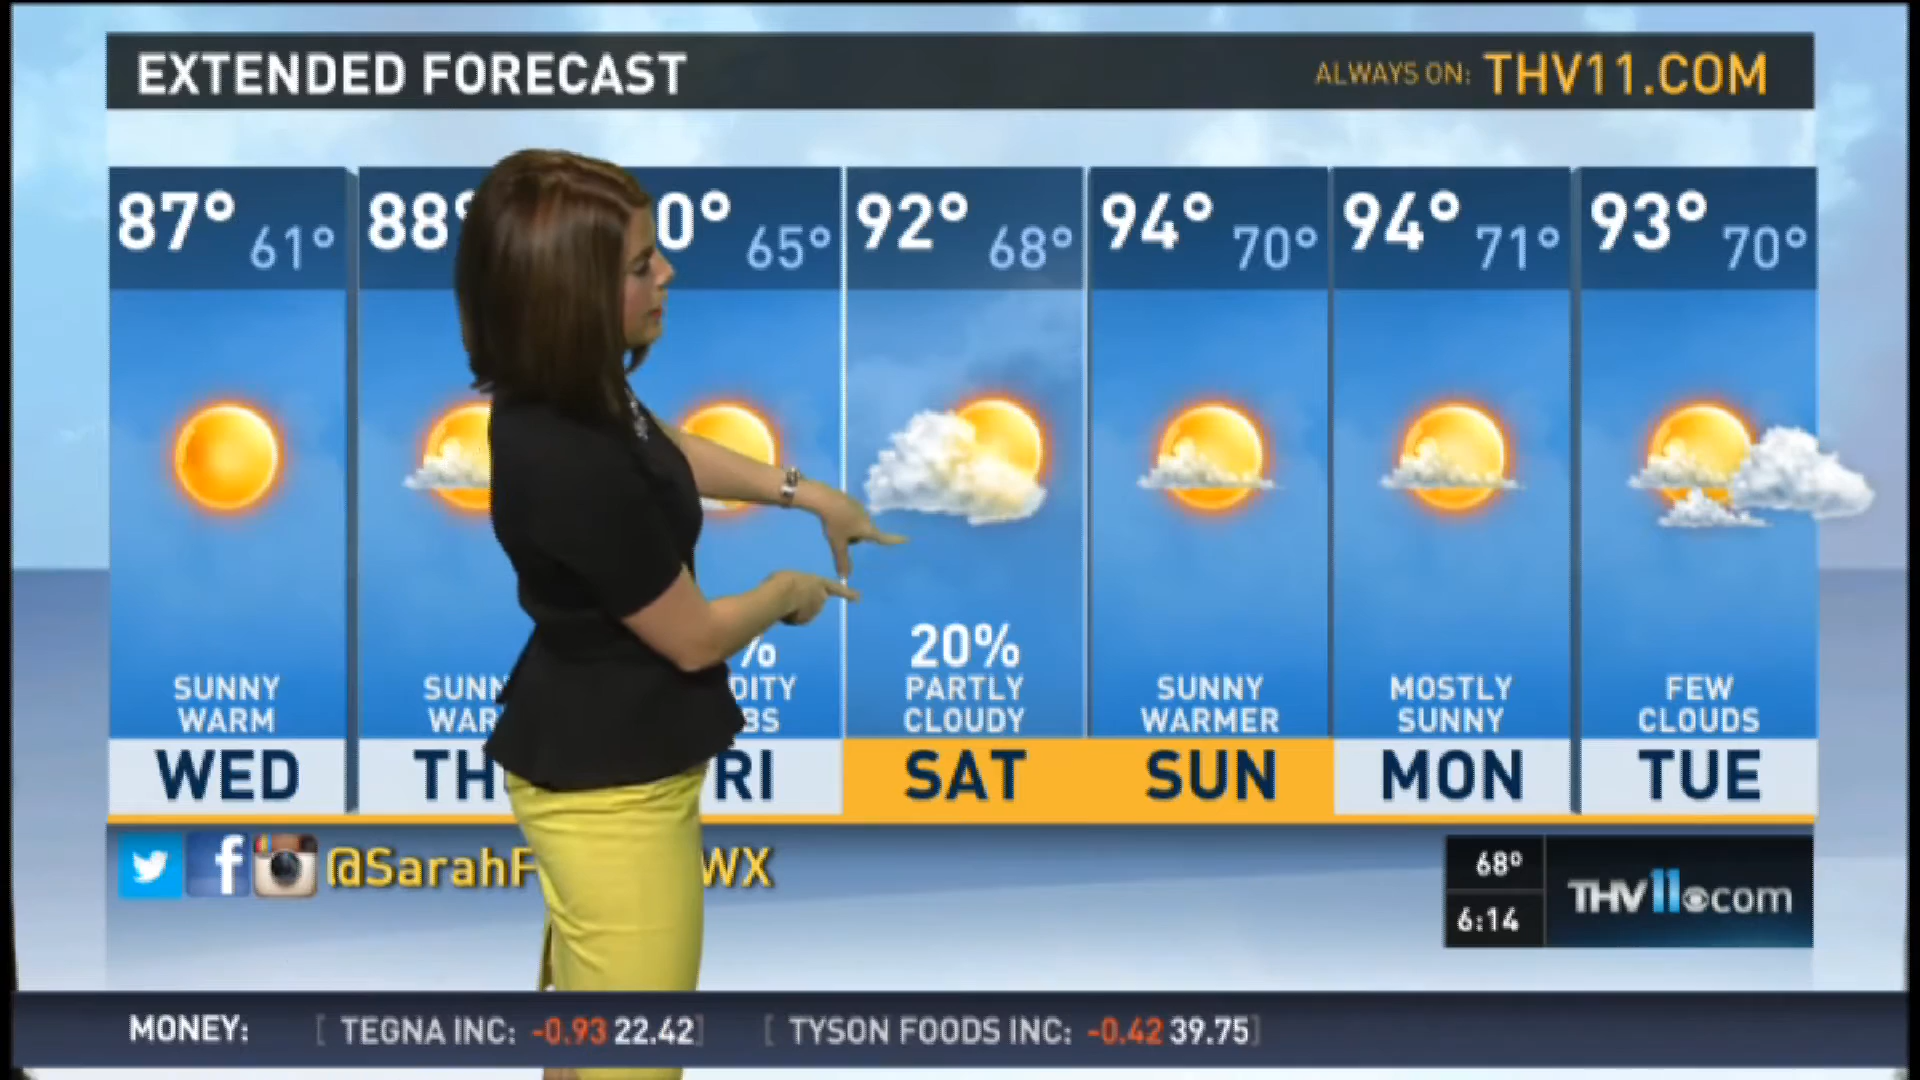 EXTENDED FORECAST
ALWAYS ON: THV11.COM
87° 61°
88°
0° 65°
92° 68°
94° 70°
94° 71°
93° 70°
SUNNY
WARM
SUNN
WAR
%
DITY
BS
20%
PARTLY
CLOUDY
SUNNY
WARMER
MOSTLY
SUNNY
FEW
CLOUDS
WED
TH
RI
SAT
SUN
MON
TUE
f @SarahF WX
68°
6:14
THV11.com
MONEY: [ TEGNA INC: -0.93 22.42] [ TYSON FOODS INC: -0.42 39.75]